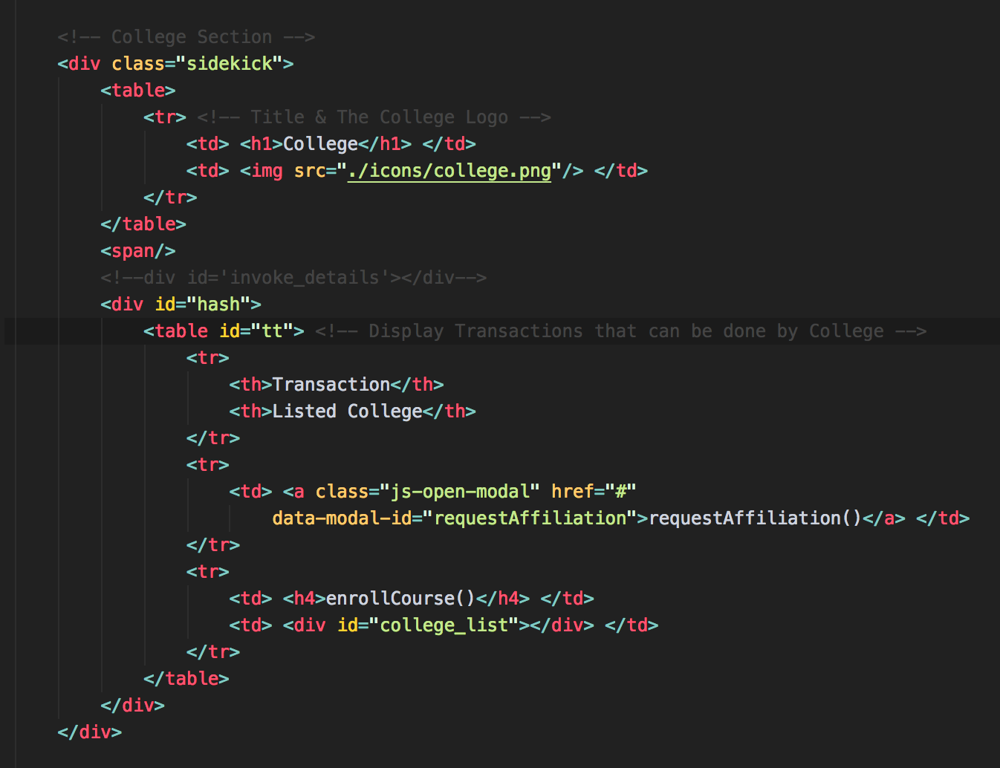 <!-- College Section -->
<div class="sidekick">
    <table>
        <tr> <!-- Title & The College Logo -->
            <td> <h1>College</h1> </td>
            <td> <img src="./icons/college.png"/> </td>
        </tr>
    </table>
    <span/>
    <!--div id='invoke_details'></div-->
    <div id="hash">
        <table id="tt"> <!-- Display Transactions that can be done by College -->
            <tr>
                <th>Transaction</th>
                <th>Listed College</th>
            </tr>
            <tr>
                <td> <a class="js-open-modal" href="#"
                    data-modal-id="requestAffiliation">requestAffiliation()</a> </td>
            </tr>
            <tr>
                <td> <h4>enrollCourse()</h4> </td>
                <td> <div id="college_list"></div> </td>
            </tr>
        </table>
    </div>
</div>